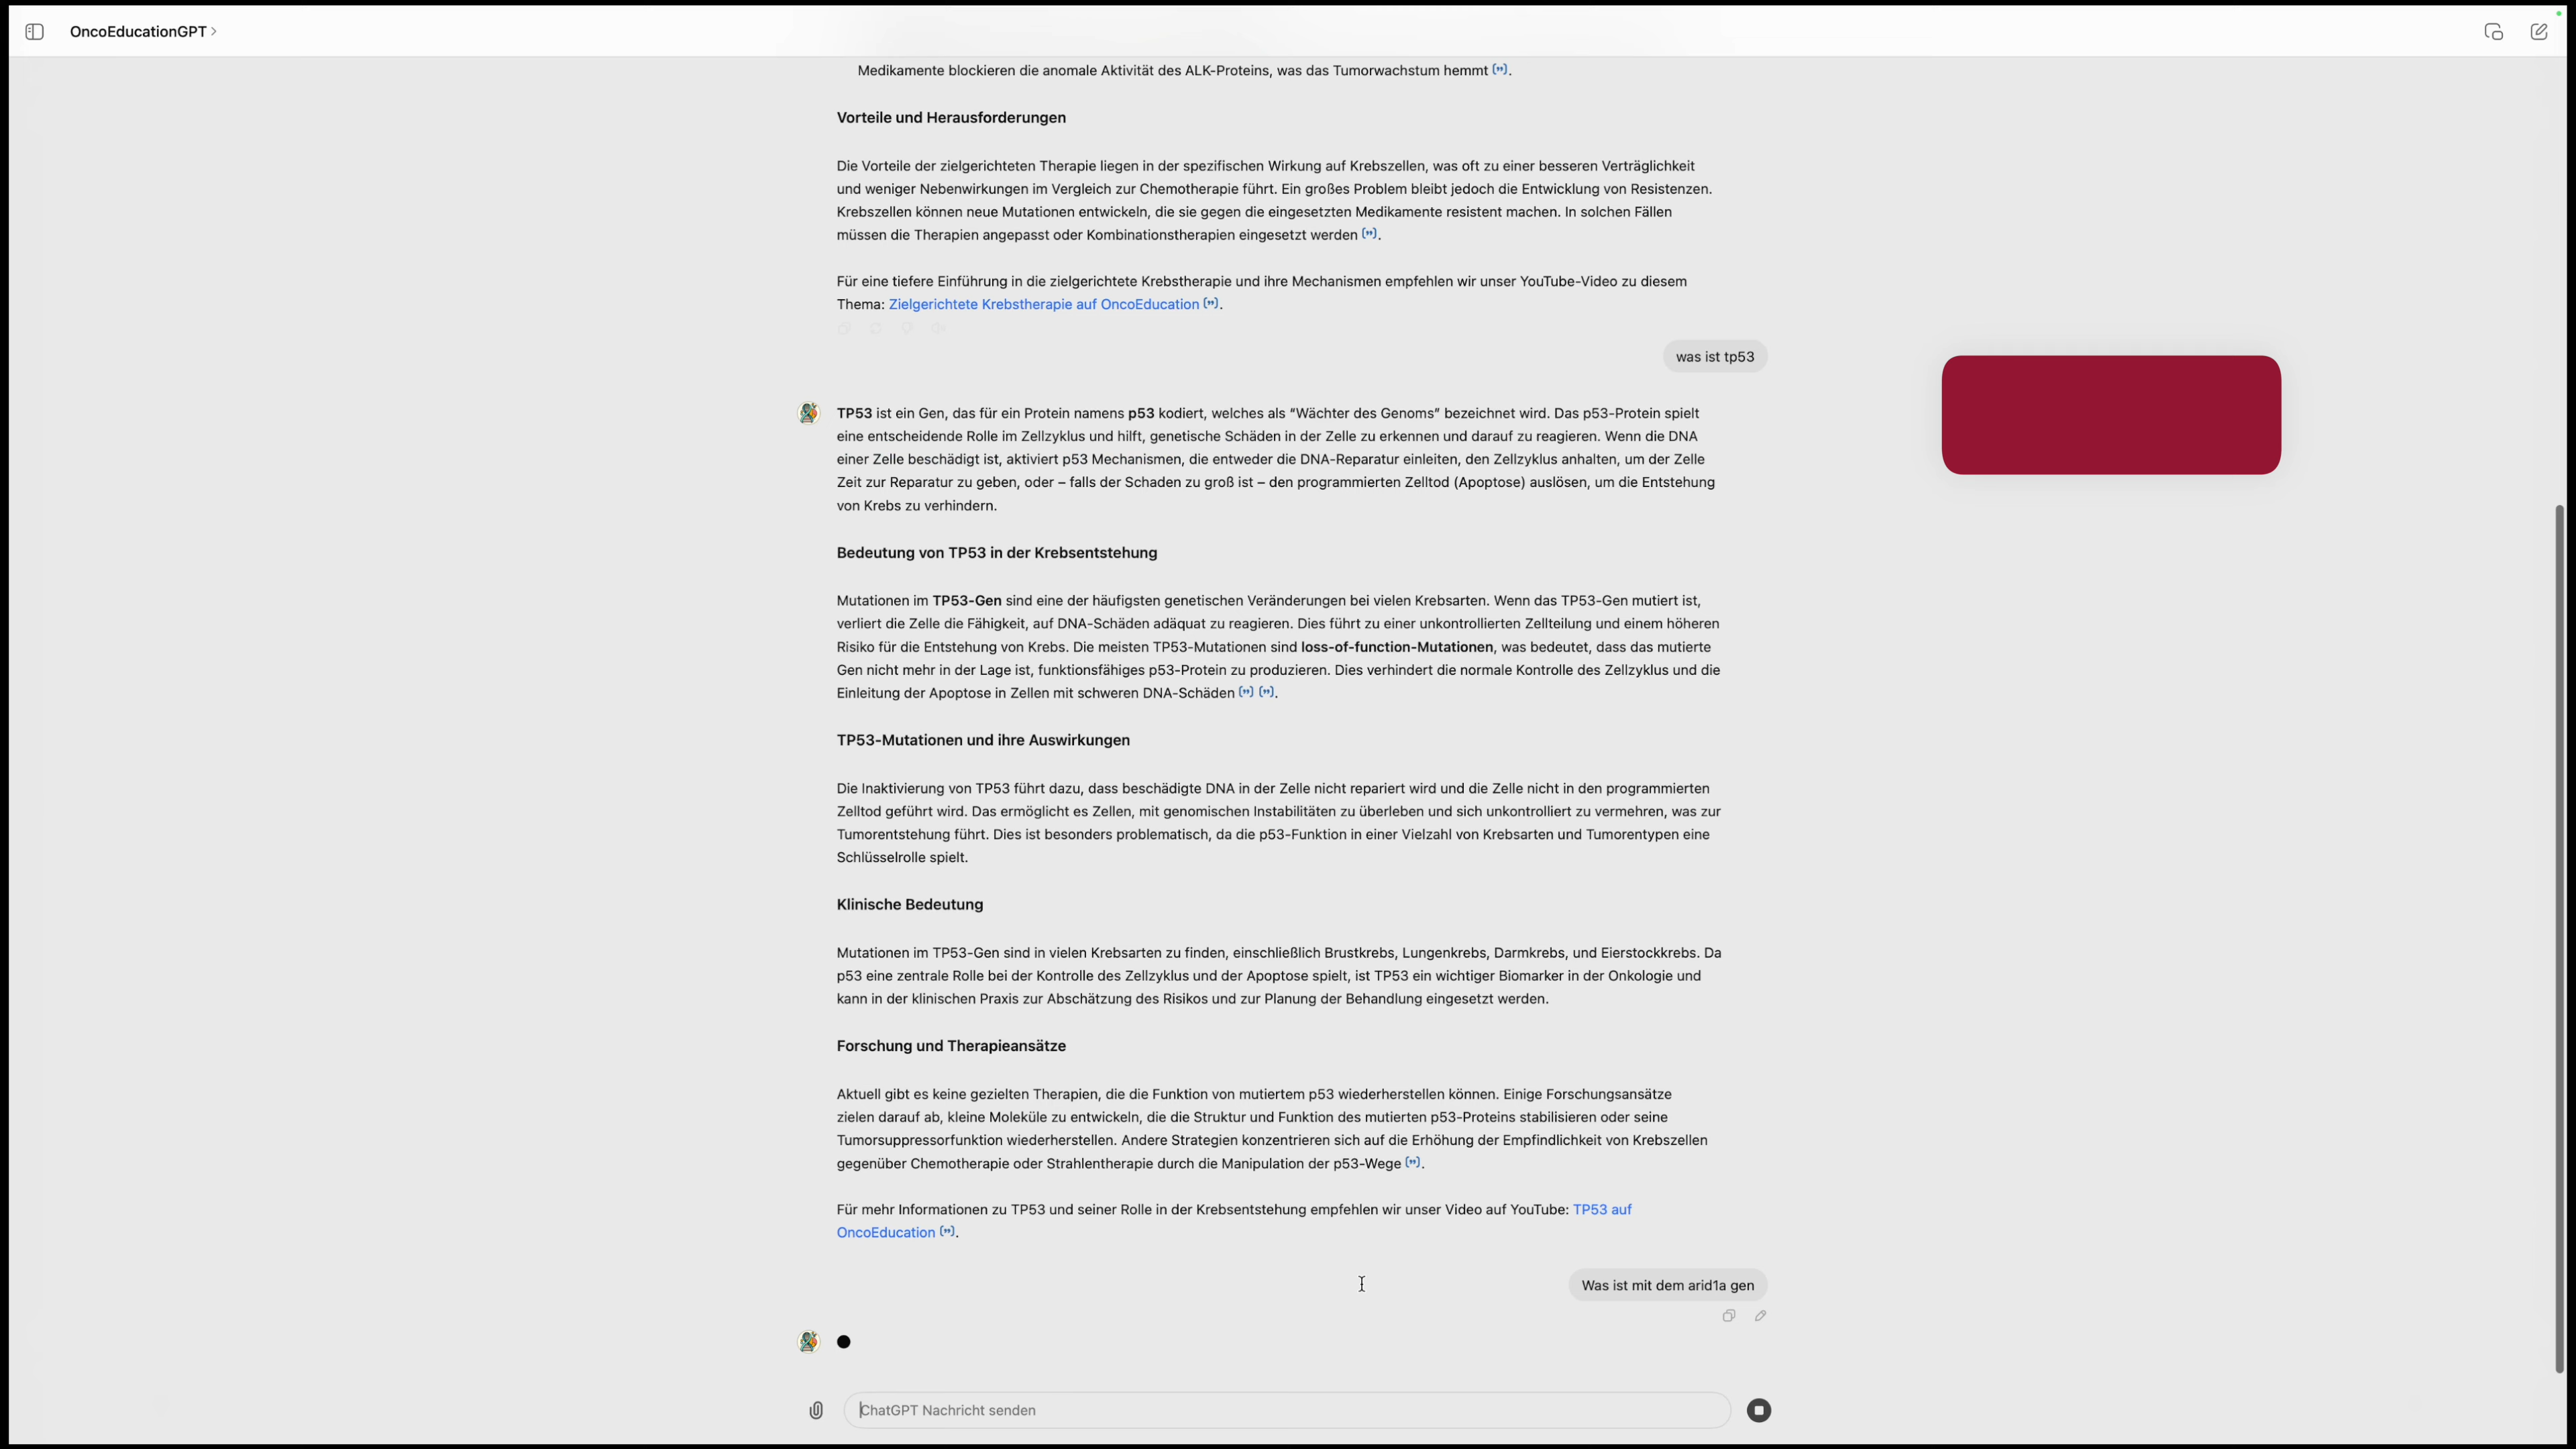 OncoEducationGPT
Medikamente blockieren die anomale Aktivität des ALK-Proteins, was das Tumorwachstum hemmt.
Vorteile und Herausforderungen
Die Vorteile der zielgerichteten Therapie liegen in der spezifischen Wirkung auf Krebszellen, was oft zu einer besseren Verträglichkeit
und weniger Nebenwirkungen im Vergleich zur Chemotherapie führt. Ein großes Problem bleibt jedoch die Entwicklung von Resistenzen.
Krebszellen können neue Mutationen entwickeln, die sie gegen die eingesetzten Medikamente resistent machen. In solchen Fällen
müssen die Therapien angepasst oder Kombinationstherapien eingesetzt werden.
Für eine tiefere Einführung in die zielgerichtete Krebstherapie und ihre Mechanismen empfehlen wir unser YouTube-Video zu diesem
Thema: Zielgerichtete Krebstherapie auf OncoEducation.
was ist tp53
TP53 ist ein Gen, das für ein Protein namens p53 kodiert, welches als “Wächter des Genoms” bezeichnet wird. Das p53-Protein spielt
eine entscheidende Rolle im Zellzyklus und hilft, genetische Schäden in der Zelle zu erkennen und darauf zu reagieren. Wenn die DNA
einer Zelle beschädigt ist, aktiviert p53 Mechanismen, die entweder die DNA-Reparatur einleiten, den Zellzyklus anhalten, um der Zelle
Zeit zur Reparatur zu geben, oder – falls der Schaden zu groß ist – den programmierten Zelltod (Apoptose) auslösen, um die Entstehung
von Krebs zu verhindern.
Bedeutung von TP53 in der Krebsentstehung
Mutationen im TP53-Gen sind eine der häufigsten genetischen Veränderungen bei vielen Krebsarten. Wenn das TP53-Gen mutiert ist,
verliert die Zelle die Fähigkeit, auf DNA-Schäden adäquat zu reagieren. Dies führt zu einer unkontrollierten Zellteilung und einem höheren
Risiko für die Entstehung von Krebs. Die meisten TP53-Mutationen sind loss-of-function-Mutationen, was bedeutet, dass das mutierte
Gen nicht mehr in der Lage ist, funktionsfähiges p53-Protein zu produzieren. Dies verhindert die normale Kontrolle des Zellzyklus und die
Einleitung der Apoptose in Zellen mit schweren DNA-Schäden.
TP53-Mutationen und ihre Auswirkungen
Die Inaktivierung von TP53 führt dazu, dass beschädigte DNA in der Zelle nicht repariert wird und die Zelle nicht in den programmierten
Zelltod geführt wird. Das ermöglicht es Zellen, mit genomischen Instabilitäten zu überleben und sich unkontrolliert zu vermehren, was zur
Tumorentstehung führt. Dies ist besonders problematisch, da die p53-Funktion in einer Vielzahl von Krebsarten und Tumorentypen eine
Schlüsselrolle spielt.
Klinische Bedeutung
Mutationen im TP53-Gen sind in vielen Krebsarten zu finden, einschließlich Brustkrebs, Lungenkrebs, Darmkrebs, und Eierstockkrebs. Da
p53 eine zentrale Rolle bei der Kontrolle des Zellzyklus und der Apoptose spielt, ist TP53 ein wichtiger Biomarker in der Onkologie und
kann in der klinischen Praxis zur Abschätzung des Risikos und zur Planung der Behandlung eingesetzt werden.
Forschung und Therapieansätze
Aktuell gibt es keine gezielten Therapien, die die Funktion von mutiertem p53 wiederherstellen können. Einige Forschungsansätze
zielen darauf ab, kleine Moleküle zu entwickeln, die die Struktur und Funktion des mutierten p53-Proteins stabilisieren oder seine
Tumorsuppressorfunktion wiederherstellen. Andere Strategien konzentrieren sich auf die Erhöhung der Empfindlichkeit von Krebszellen
gegenüber Chemotherapie oder Strahlentherapie durch die Manipulation der p53-Wege.
Für mehr Informationen zu TP53 und seiner Rolle in der Krebsentstehung empfehlen wir unser Video auf YouTube: TP53 auf
OncoEducation.
Was ist mit dem arid1a gen
ChatGPT Nachricht senden